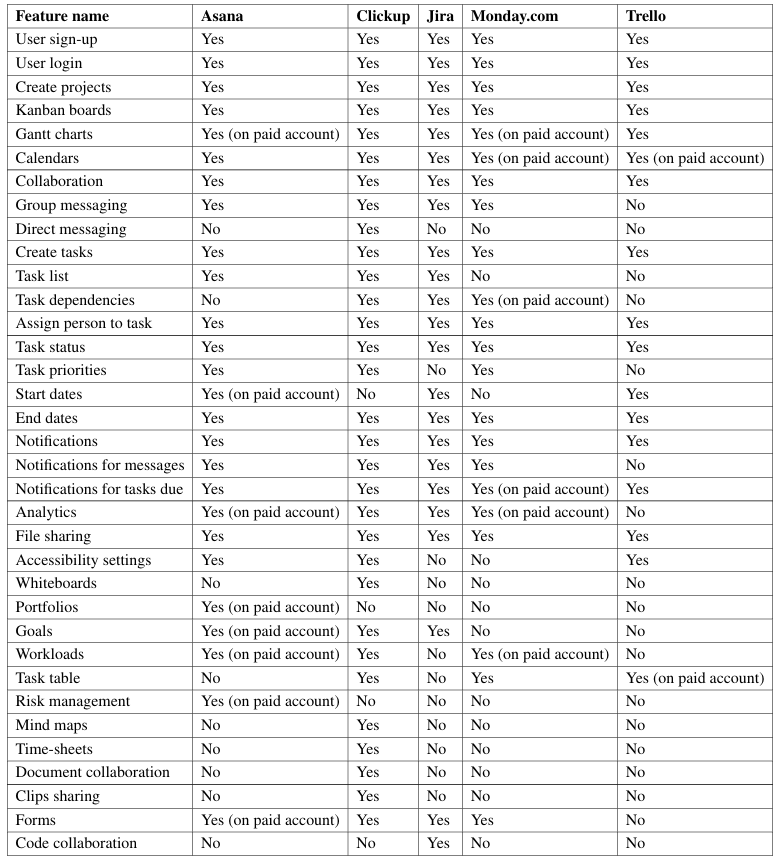 Feature name Asana Clickup Jira Monday.com Trello
User sign-up Yes Yes Yes Yes Yes
User login Yes Yes Yes Yes Yes
Create projects Yes Yes Yes Yes Yes
Kanban boards Yes Yes Yes Yes Yes
Gantt charts Yes (on paid account) Yes Yes Yes (on paid account) Yes
Calendars Yes Yes Yes Yes (on paid account) Yes (on paid account)
Collaboration Yes Yes Yes Yes Yes
Group messaging Yes Yes Yes Yes No
Direct messaging No Yes No No No
Create tasks Yes Yes Yes Yes Yes
Task list Yes Yes Yes No No
Task dependencies No Yes Yes Yes (on paid account) No
Assign person to task Yes Yes Yes Yes Yes
Task status Yes Yes Yes Yes Yes
Task priorities Yes Yes No Yes No
Start dates Yes (on paid account) No Yes No Yes
End dates Yes Yes Yes Yes Yes
Notifications Yes Yes Yes Yes Yes
Notifications for messages Yes Yes Yes Yes No
Notifications for tasks due Yes Yes Yes Yes (on paid account) Yes
Analytics Yes (on paid account) Yes Yes Yes (on paid account) No
File sharing Yes Yes Yes Yes Yes
Accessibility settings Yes Yes No No Yes
Whiteboards No Yes No No No
Portfolios Yes (on paid account) No No No No
Goals Yes (on paid account) Yes Yes No No
Workloads Yes (on paid account) Yes No Yes (on paid account) No
Task table No Yes No Yes Yes (on paid account)
Risk management Yes (on paid account) No No No No
Mind maps No Yes No No No
Time-sheets No Yes No No No
Document collaboration No Yes No No No
Clips sharing No Yes No No No
Forms Yes (on paid account) Yes Yes Yes No
Code collaboration No No Yes No No